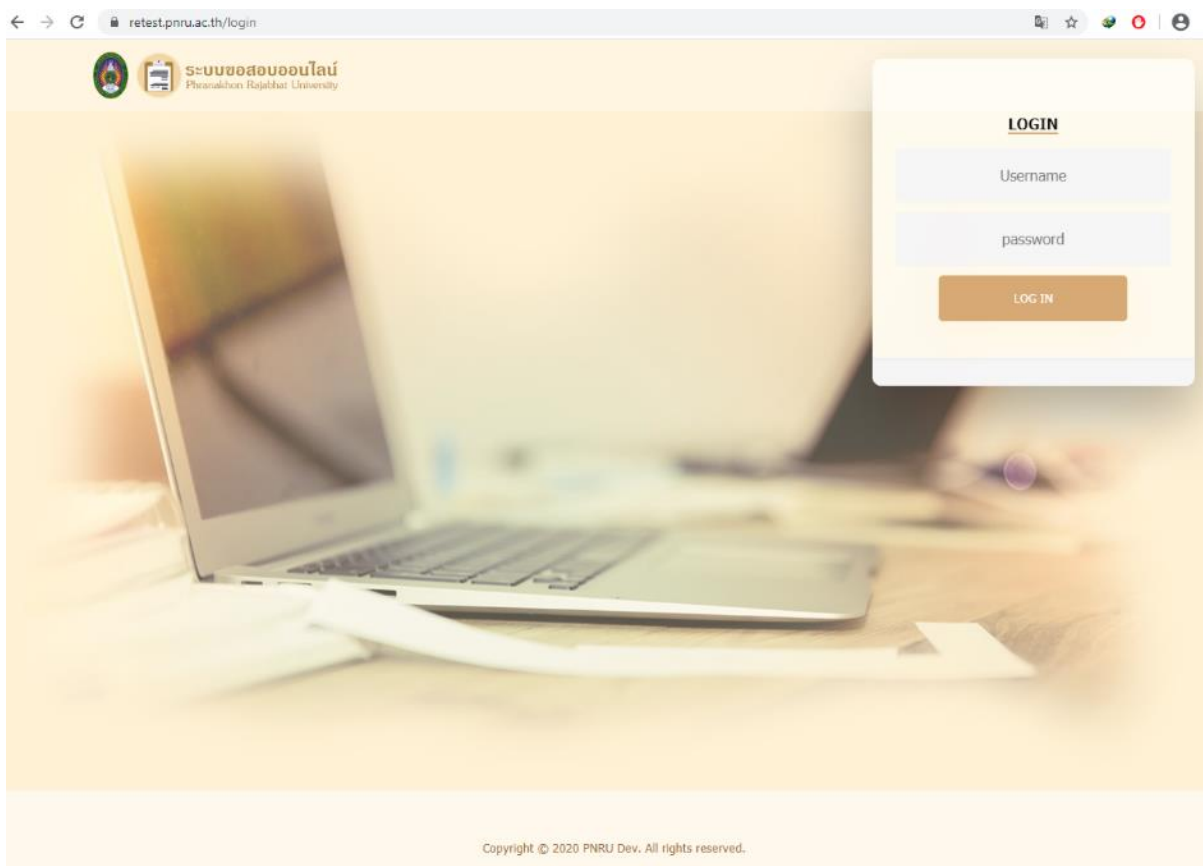 retest.pnru.ac.th/login
ระบบขอสอบออนไลน์
Phranakhon Rajabhat University
LOGIN
Username
password
LOG IN
Copyright © 2020 PNRU Dev. All rights reserved.